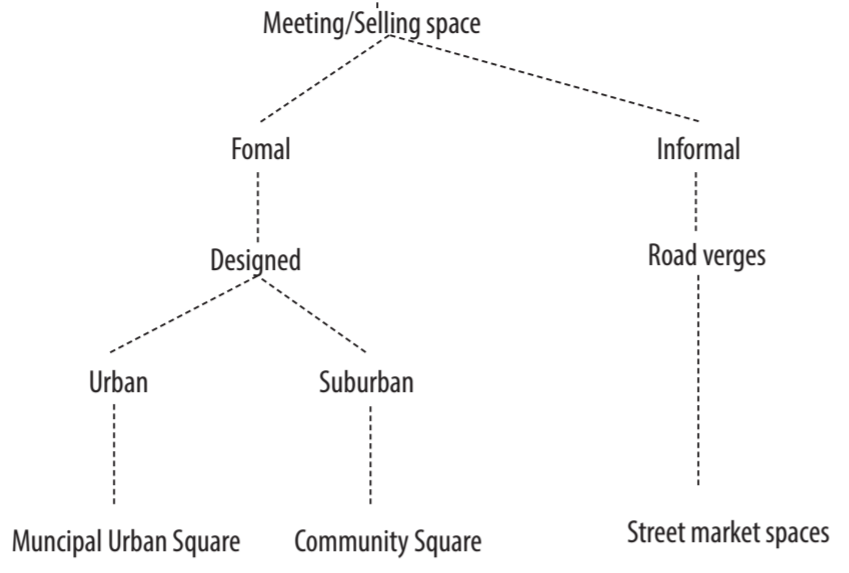 Meeting/Selling space
Fomal
Informal
Designed
Road verges
Urban
Suburban
Muncipal Urban Square
Community Square
Street market spaces